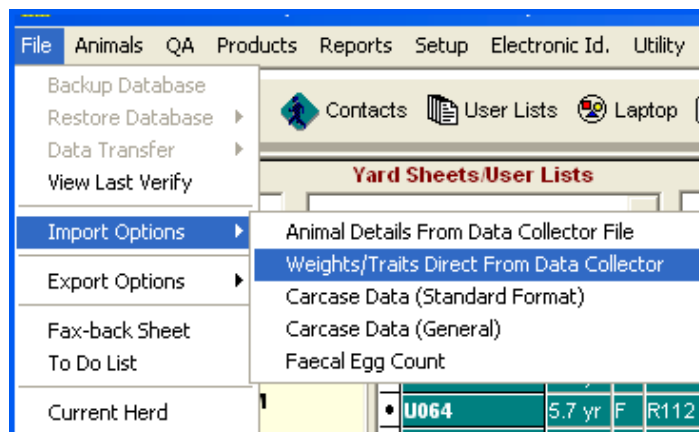 File Animals QA Products Reports Setup Electronic Id. Utility
Backup Database
Restore Database
Data Transfer
View Last Verify
Import Options
Export Options
Fax-back Sheet
To Do List
Current Herd
Contacts User Lists Laptop
Yard Sheets/User Lists
Animal Details From Data Collector File
Weights/Traits Direct From Data Collector
Carcase Data (Standard Format)
Carcase Data (General)
Faecal Egg Count
U064 5.7 yr F R112